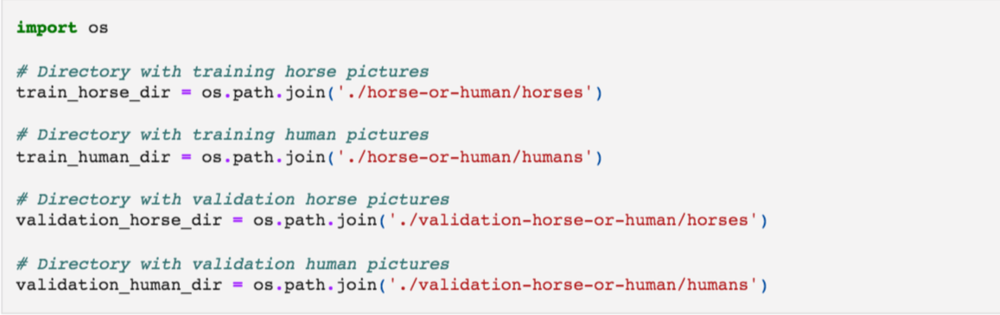 import os
# Directory with training horse pictures
train_horse_dir = os.path.join('./horse-or-human/horses')
# Directory with training human pictures
train_human_dir = os.path.join('./horse-or-human/humans')
# Directory with validation horse pictures
validation_horse_dir = os.path.join('./validation-horse-or-human/horses')
# Directory with validation human pictures
validation_human_dir = os.path.join('./validation-horse-or-human/humans')